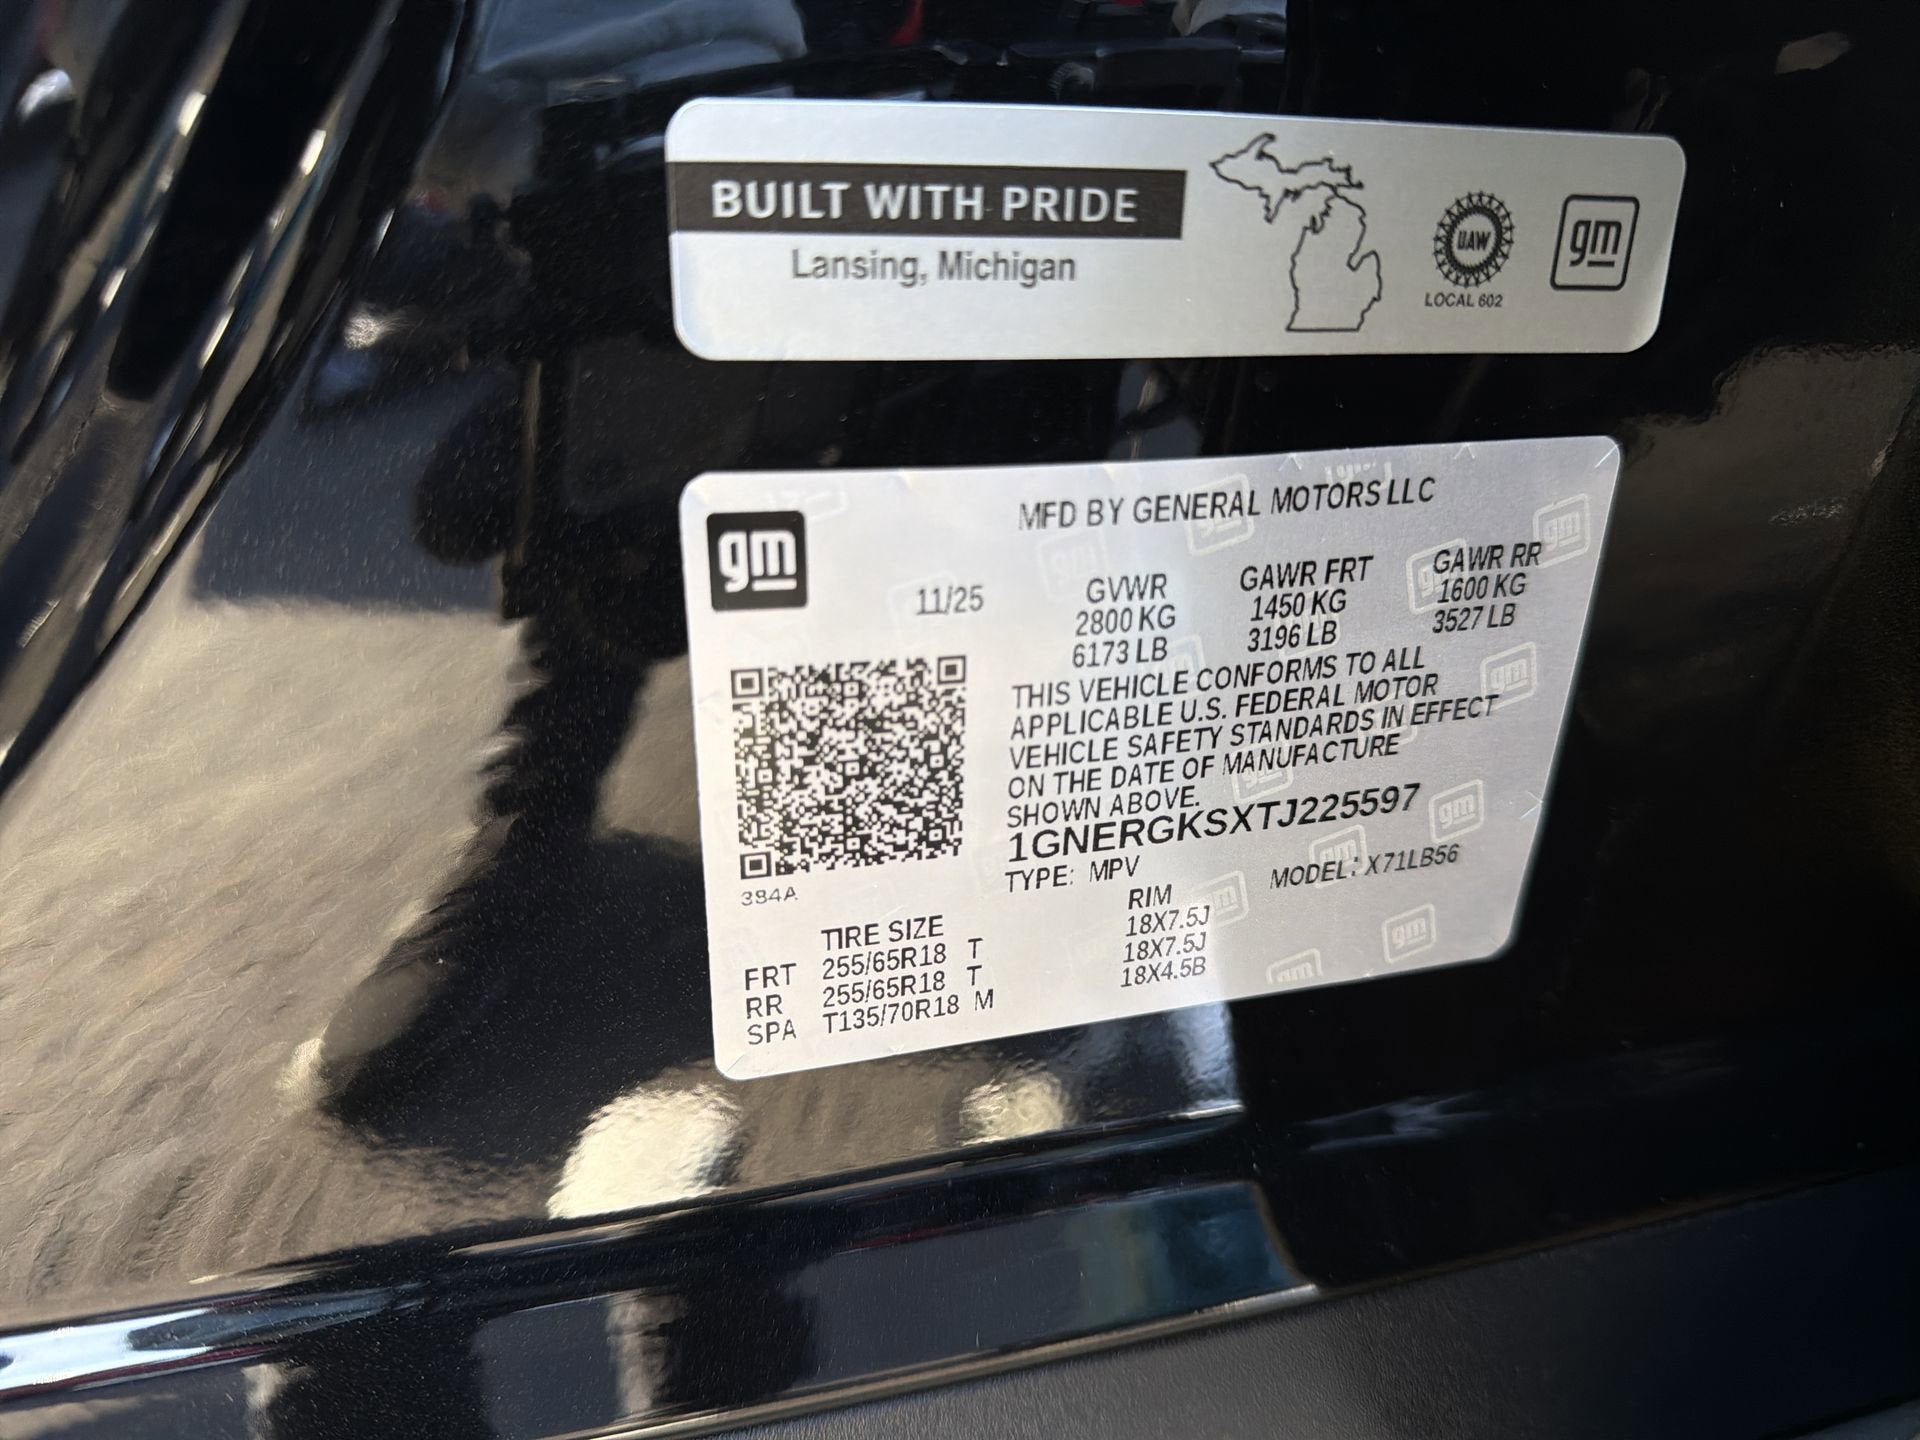 BUILT WITH PRIDE
Lansing, Michigan
UAW
LOCAL 602
gm
gm
MFD BY GENERAL MOTORS LLC
11/25
GVWR GAWR FRT GAWR RR
2800 KG 1450 KG 1600 KG
6173 LB 3196 LB 3527 LB
THIS VEHICLE CONFORMS TO ALL
APPLICABLE U.S. FEDERAL MOTOR
VEHICLE SAFETY STANDARDS IN EFFECT
ON THE DATE OF MANUFACTURE
SHOWN ABOVE.
1GNERGKSXTJ225597
TYPE: MPV MODEL: X71LB56
384A
TIRE SIZE RIM
FRT 255/65R18 T 18X7.5J
RR 255/65R18 T 18X7.5J
SPA T135/70R18 M 18X4.5B